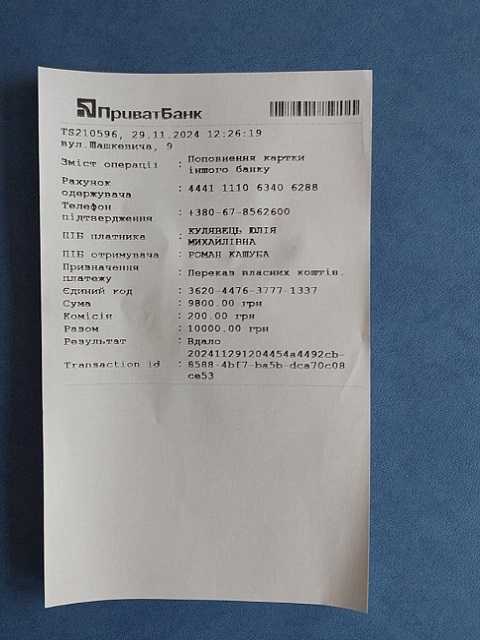 ПриватБанк
TS210596, 29.11.2024 12:26:19
вул.Шашкевича, 9
Зміст операції : Поповнення картки
іншого банку
Рахунок
одержувача : 4441 1110 6340 6288
Телефон
підтвердження : +380-67-8562600
ПІБ платника : КУЛЯВЕЦЬ ЮЛІЯ
МИХАЙЛІВНА
ПІБ отримувача : РОМАН КАШУБА
Призначення
платежу : Переказ власних коштів.
Єдиний код : 3620-4476-3777-1337
Сума : 9800.00 грн
Комісія : 200.00 грн
Разом : 10000.00 грн
Результат : Вдало
202411291204454a4492cb-
Transaction id : 8588-4bf7-ba5b-dca70c08
ce53